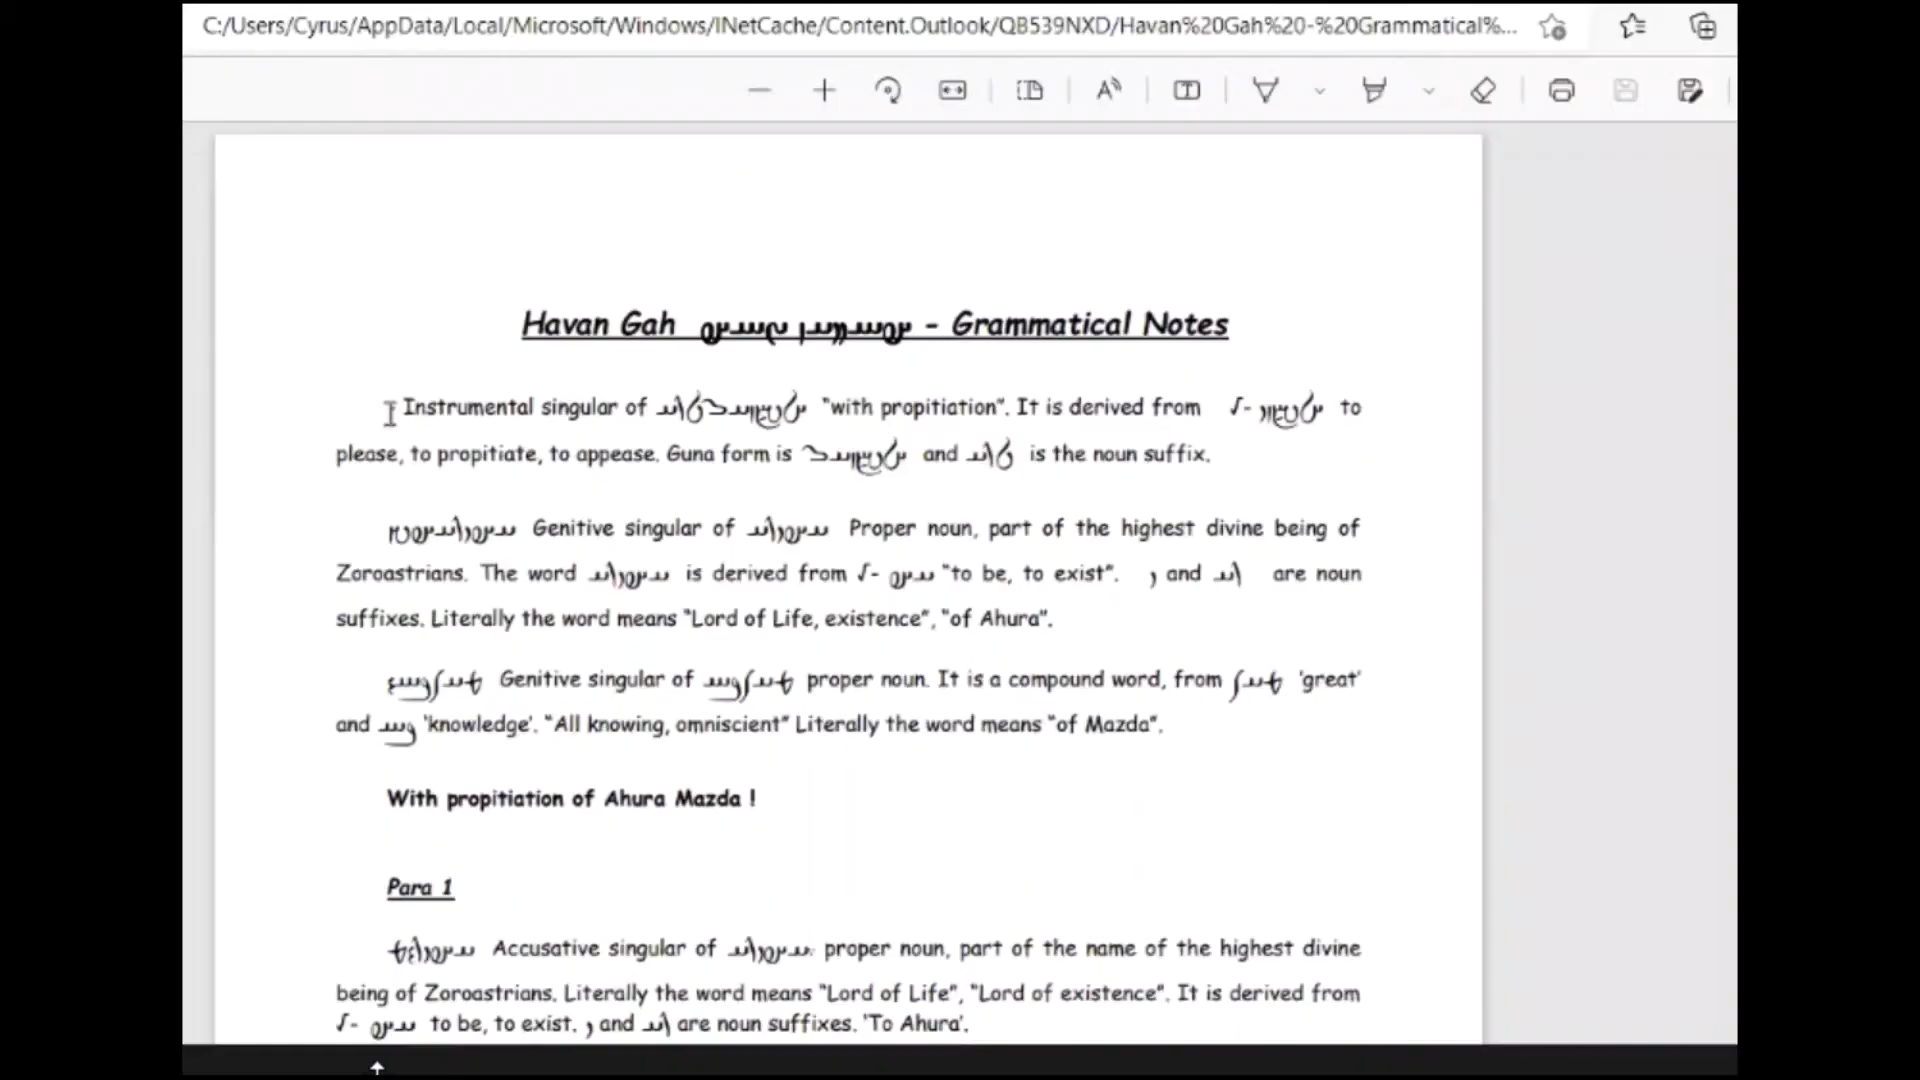 C:/Users/Cyrus/AppData/Local/Microsoft/Windows/INetCache/Content.Outlook/QB539NXD/Havan%20Gah%20-%20Grammatical%...
Havan Gah - Grammatical Notes
Instrumental singular of "with propitiation". It is derived from √- to
please, to propitiate, to appease. Guna form is and is the noun suffix.
Genitive singular of Proper noun, part of the highest divine being of
Zoroastrians. The word is derived from √- "to be, to exist". and are noun
suffixes. Literally the word means "Lord of Life, existence", "of Ahura".
Genitive singular of proper noun. It is a compound word, from 'great'
and 'knowledge'. "All knowing, omniscient" Literally the word means "of Mazda".
With propitiation of Ahura Mazda !
Para 1
Accusative singular of proper noun, part of the name of the highest divine
being of Zoroastrians. Literally the word means "Lord of Life", "Lord of existence". It is derived from
√- to be, to exist. and are noun suffixes. 'To Ahura'.